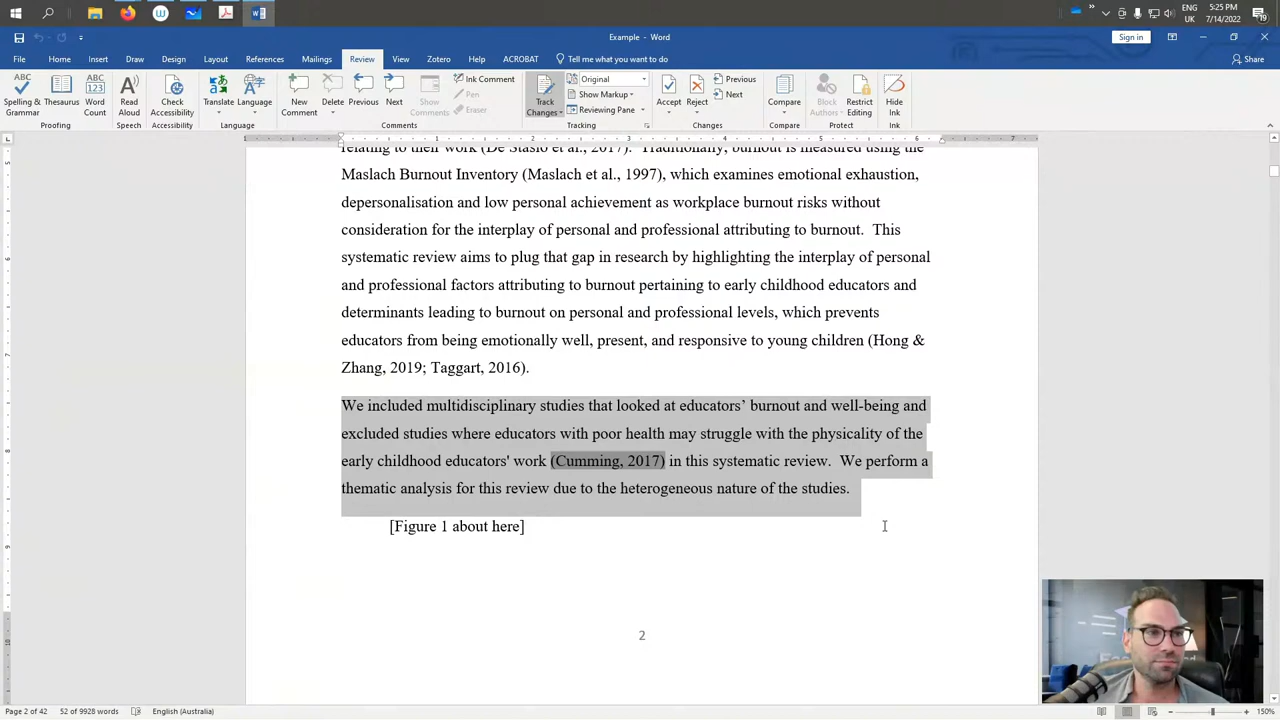 5:25 PM
UK
7/14/2022
19
Example - Word
Sign in
File
Home
Insert
Draw
Design
Layout
References
Mailings
Review
View
Zotero
Help
ACROBAT
Tell me what you want to do
Share
Spelling & Grammar
Thesaurus
Word Count
Read Aloud
Check Accessibility
Translate
Language
New Comment
Delete
Previous
Next
Show Comments
Ink Comment
Pen
Eraser
Track Changes
Original
Show Markup
Reviewing Pane
Accept
Reject
Previous
Next
Compare
Block Authors
Restrict Editing
Hide Ink
Proofing
Speech
Accessibility
Language
Comments
Tracking
Changes
Compare
Protect
Ink
relating to their work (De Stasio et al., 2017).  Traditionally, burnout is measured using the
Maslach Burnout Inventory (Maslach et al., 1997), which examines emotional exhaustion,
depersonalisation and low personal achievement as workplace burnout risks without
consideration for the interplay of personal and professional attributing to burnout.  This
systematic review aims to plug that gap in research by highlighting the interplay of personal
and professional factors attributing to burnout pertaining to early childhood educators and
determinants leading to burnout on personal and professional levels, which prevents
educators from being emotionally well, present, and responsive to young children (Hong &
Zhang, 2019; Taggart, 2016).
We included multidisciplinary studies that looked at educators’ burnout and well-being and
excluded studies where educators with poor health may struggle with the physicality of the
early childhood educators' work (Cumming, 2017) in this systematic review.  We perform a
thematic analysis for this review due to the heterogeneous nature of the studies.
[Figure 1 about here]
2
Page 2 of 42
52 of 9928 words
English (Australia)
150%